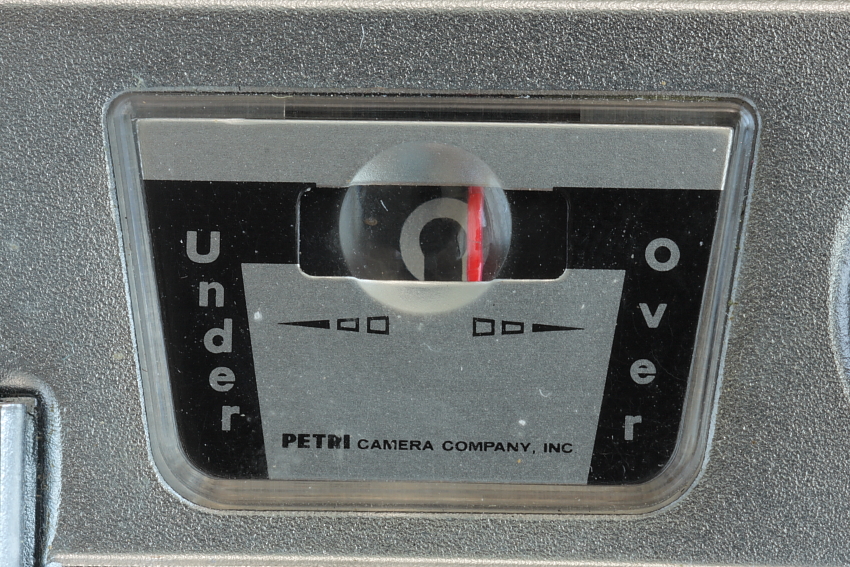 Under
Over
PETRI CAMERA COMPANY, INC